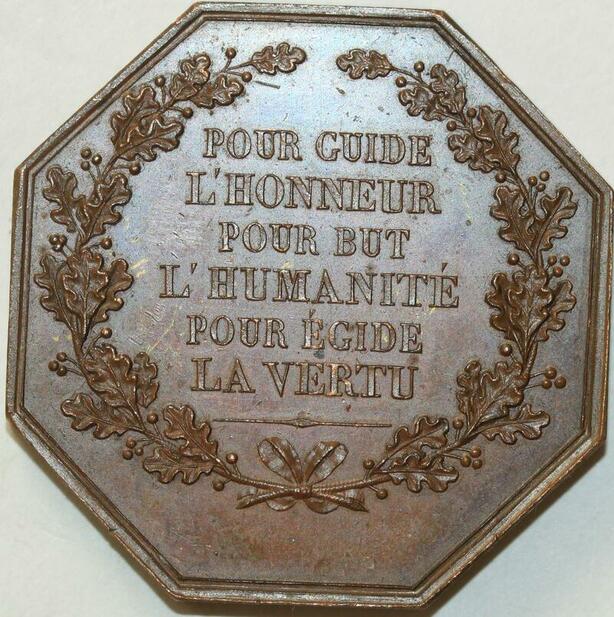 POUR GUIDE
L'HONNEUR
POUR BUT
L'HUMANITÉ
POUR ÉGIDE
LA VERTU